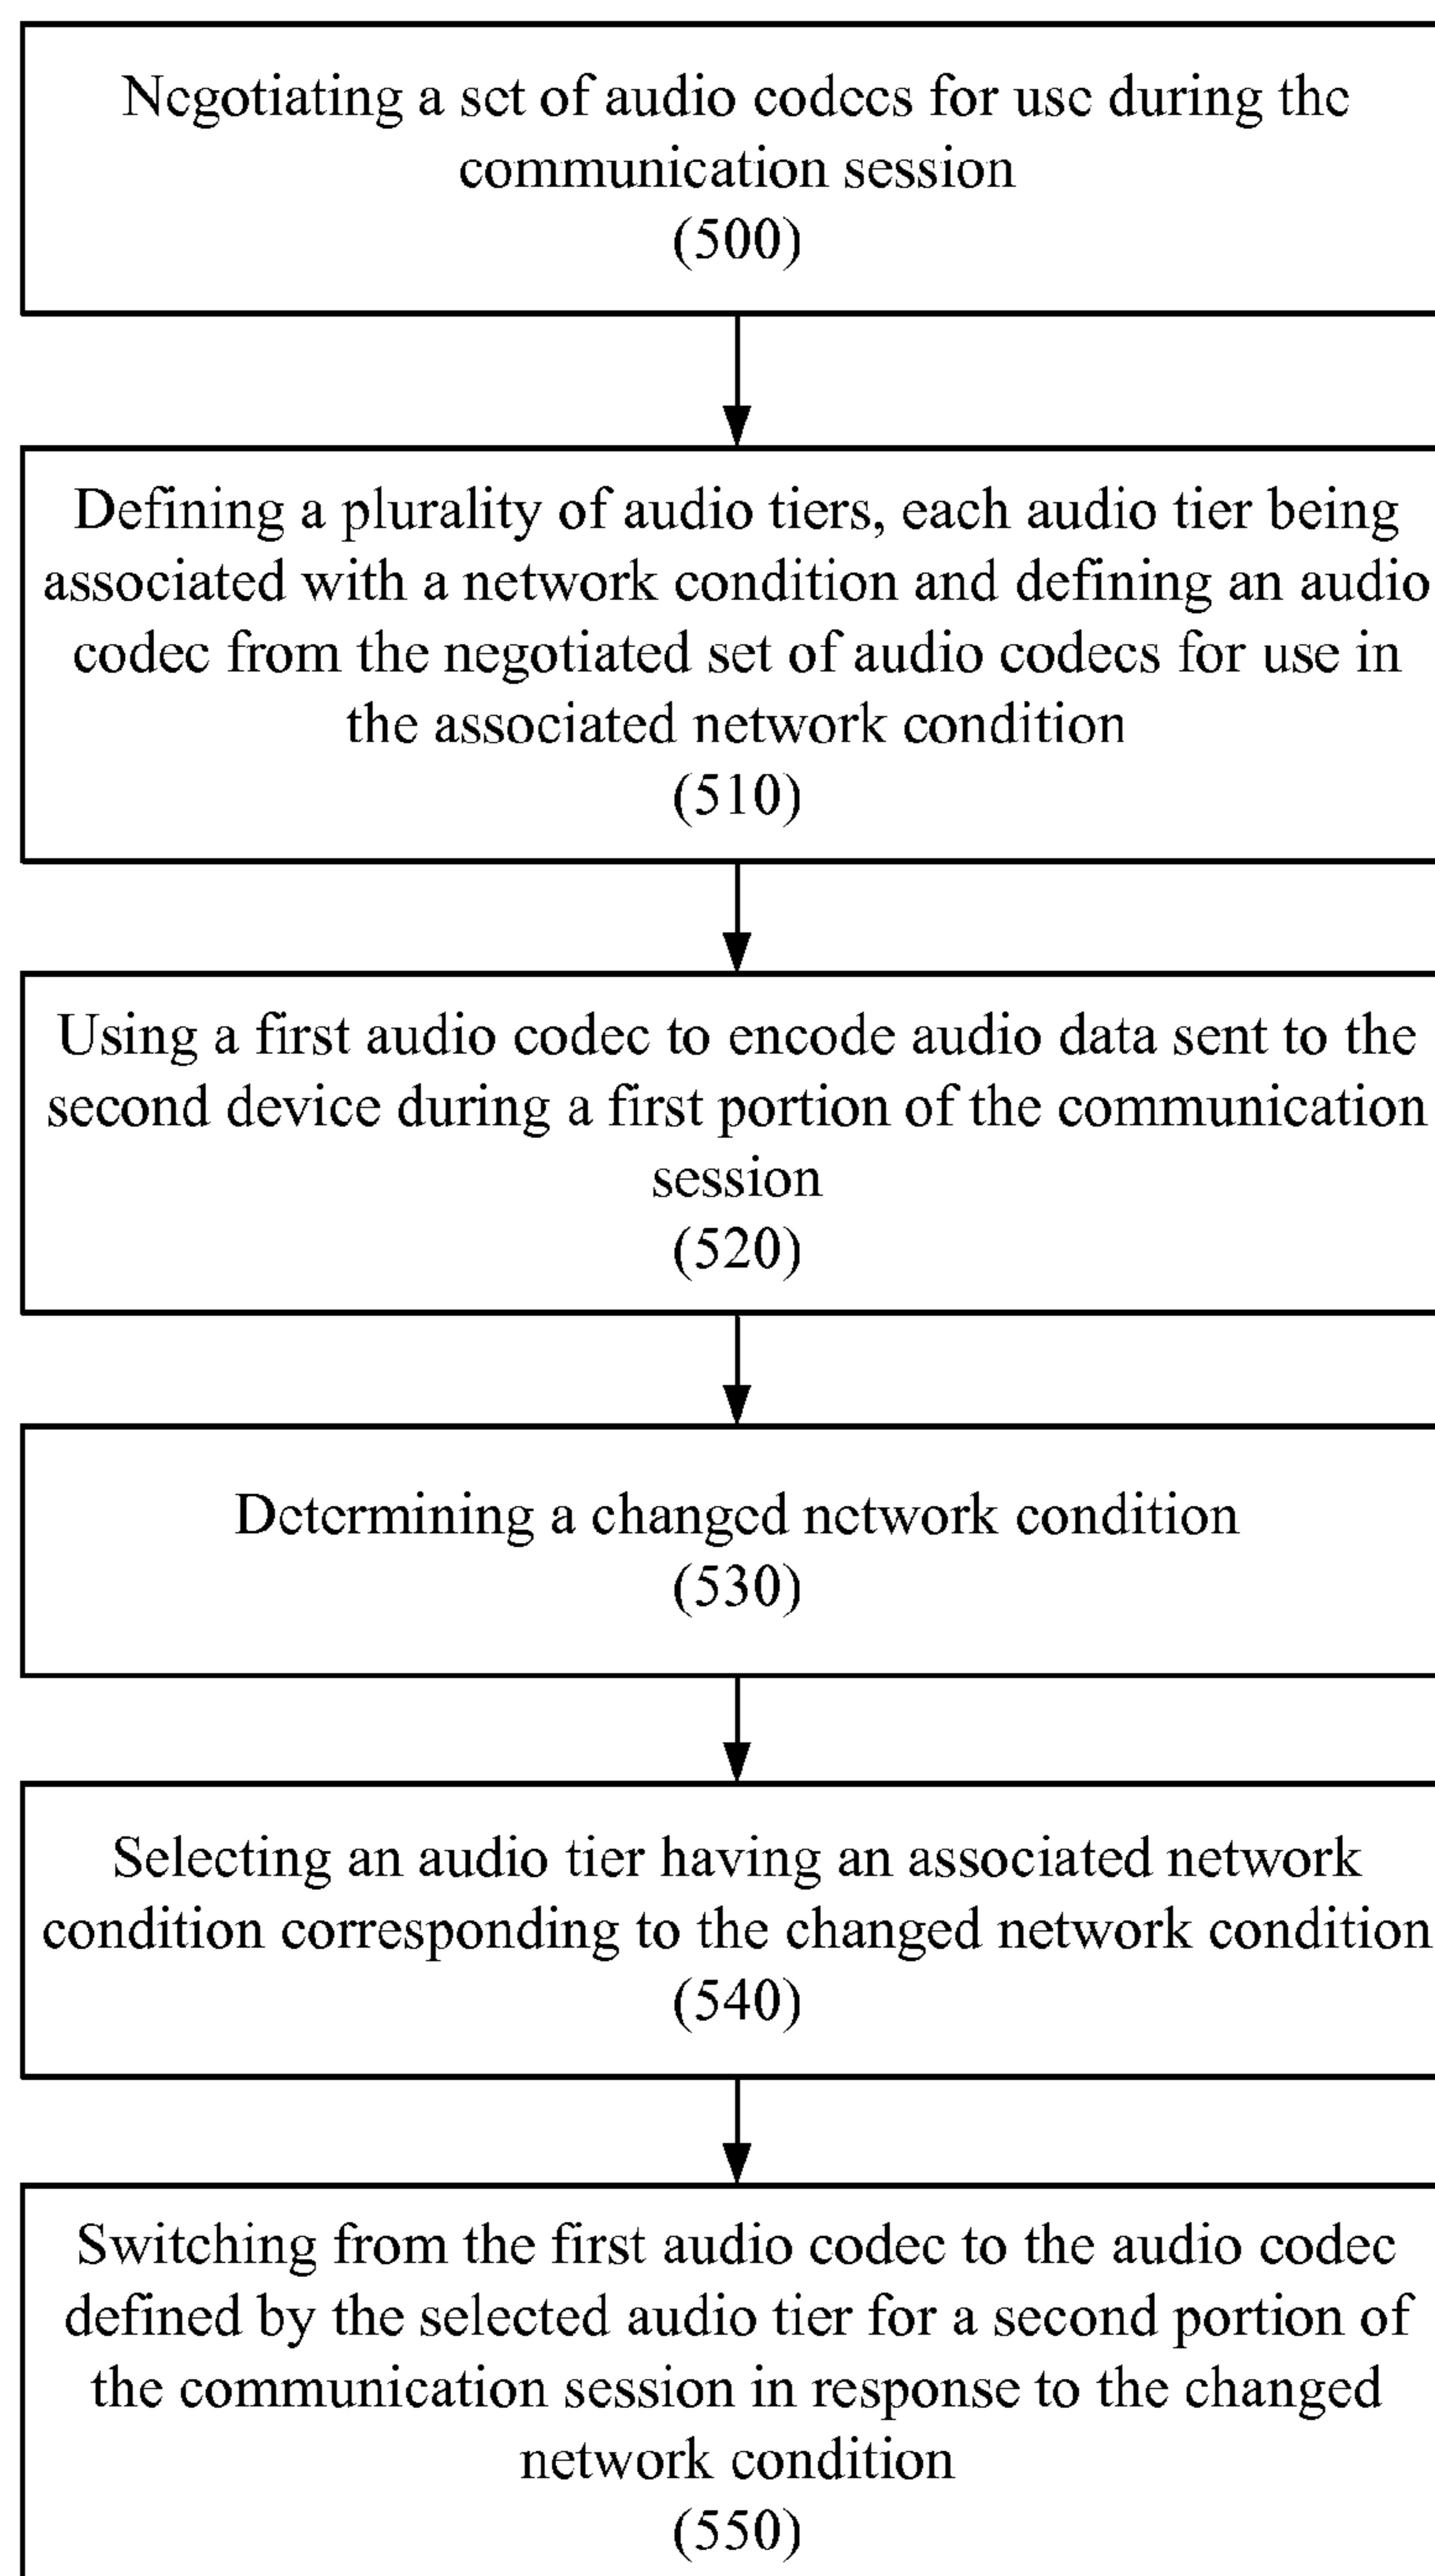 Negotiating a set of audio codecs for use during the
communication session
(500)
Defining a plurality of audio tiers, each audio tier being
associated with a network condition and defining an audio
codec from the negotiated set of audio codecs for use in
the associated network condition
(510)
Using a first audio codec to encode audio data sent to the
second device during a first portion of the communication
session
(520)
Determining a changed network condition
(530)
Selecting an audio tier having an associated network
condition corresponding to the changed network condition
(540)
Switching from the first audio codec to the audio codec
defined by the selected audio tier for a second portion of
the communication session in response to the changed
network condition
(550)